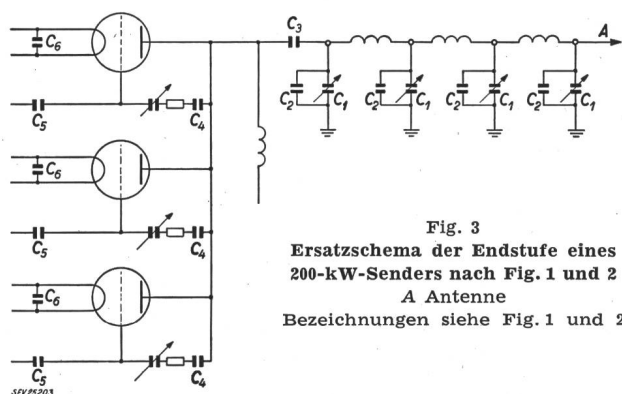 C3
A
C6
C2 C1 C2 C1 C2 C1 C2 C1
C5 C4
C6
C5 C4
C6
C5 C4
Fig. 3
Ersatzschema der Endstufe eines
200-kW-Senders nach Fig. 1 und 2
A Antenne
Bezeichnungen siehe Fig. 1 und 2
SEV25203